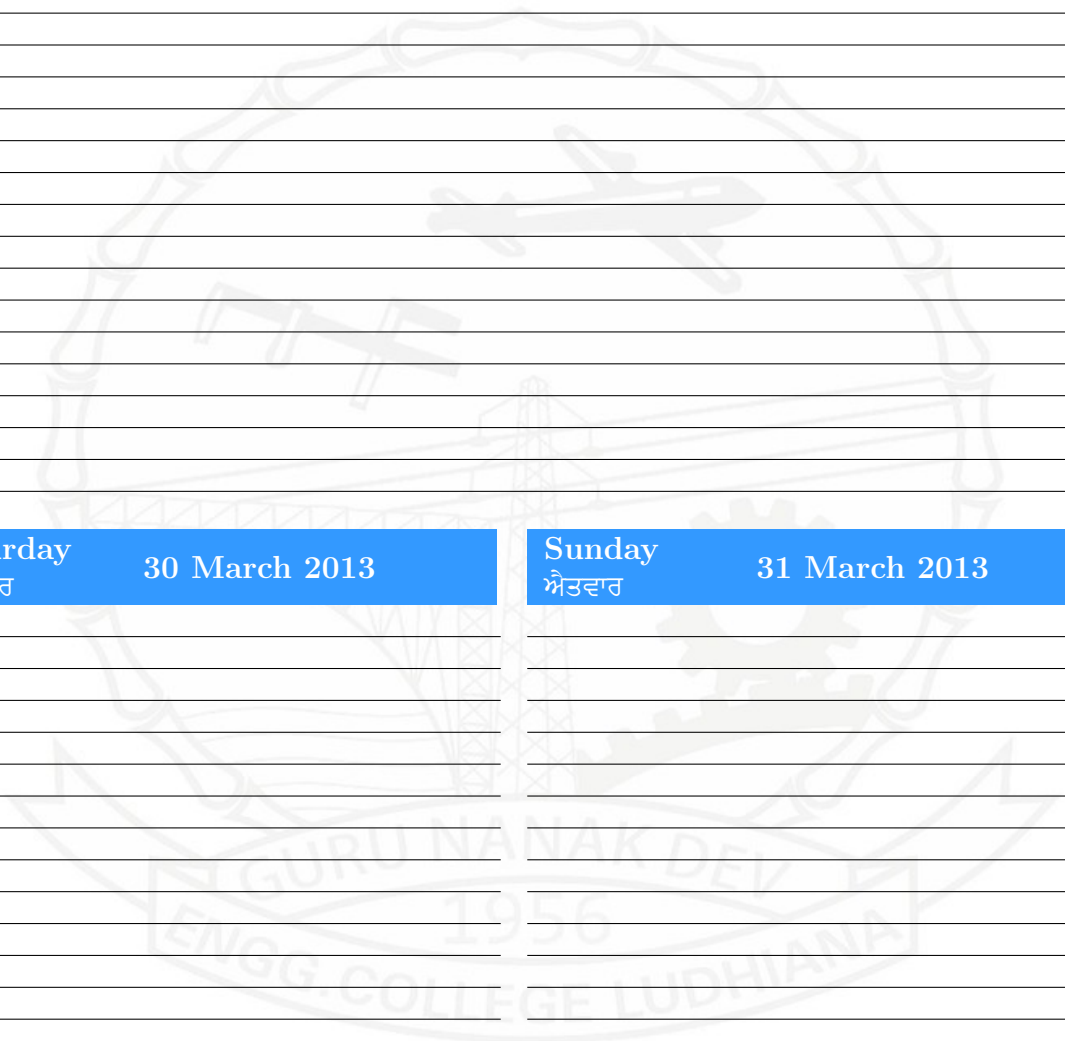 30 March 2013
Sunday
ਐਤਵਾਰ
31 March 2013
GURU NANAK DEV
1956
ENGG. COLLEGE LUDHIANA